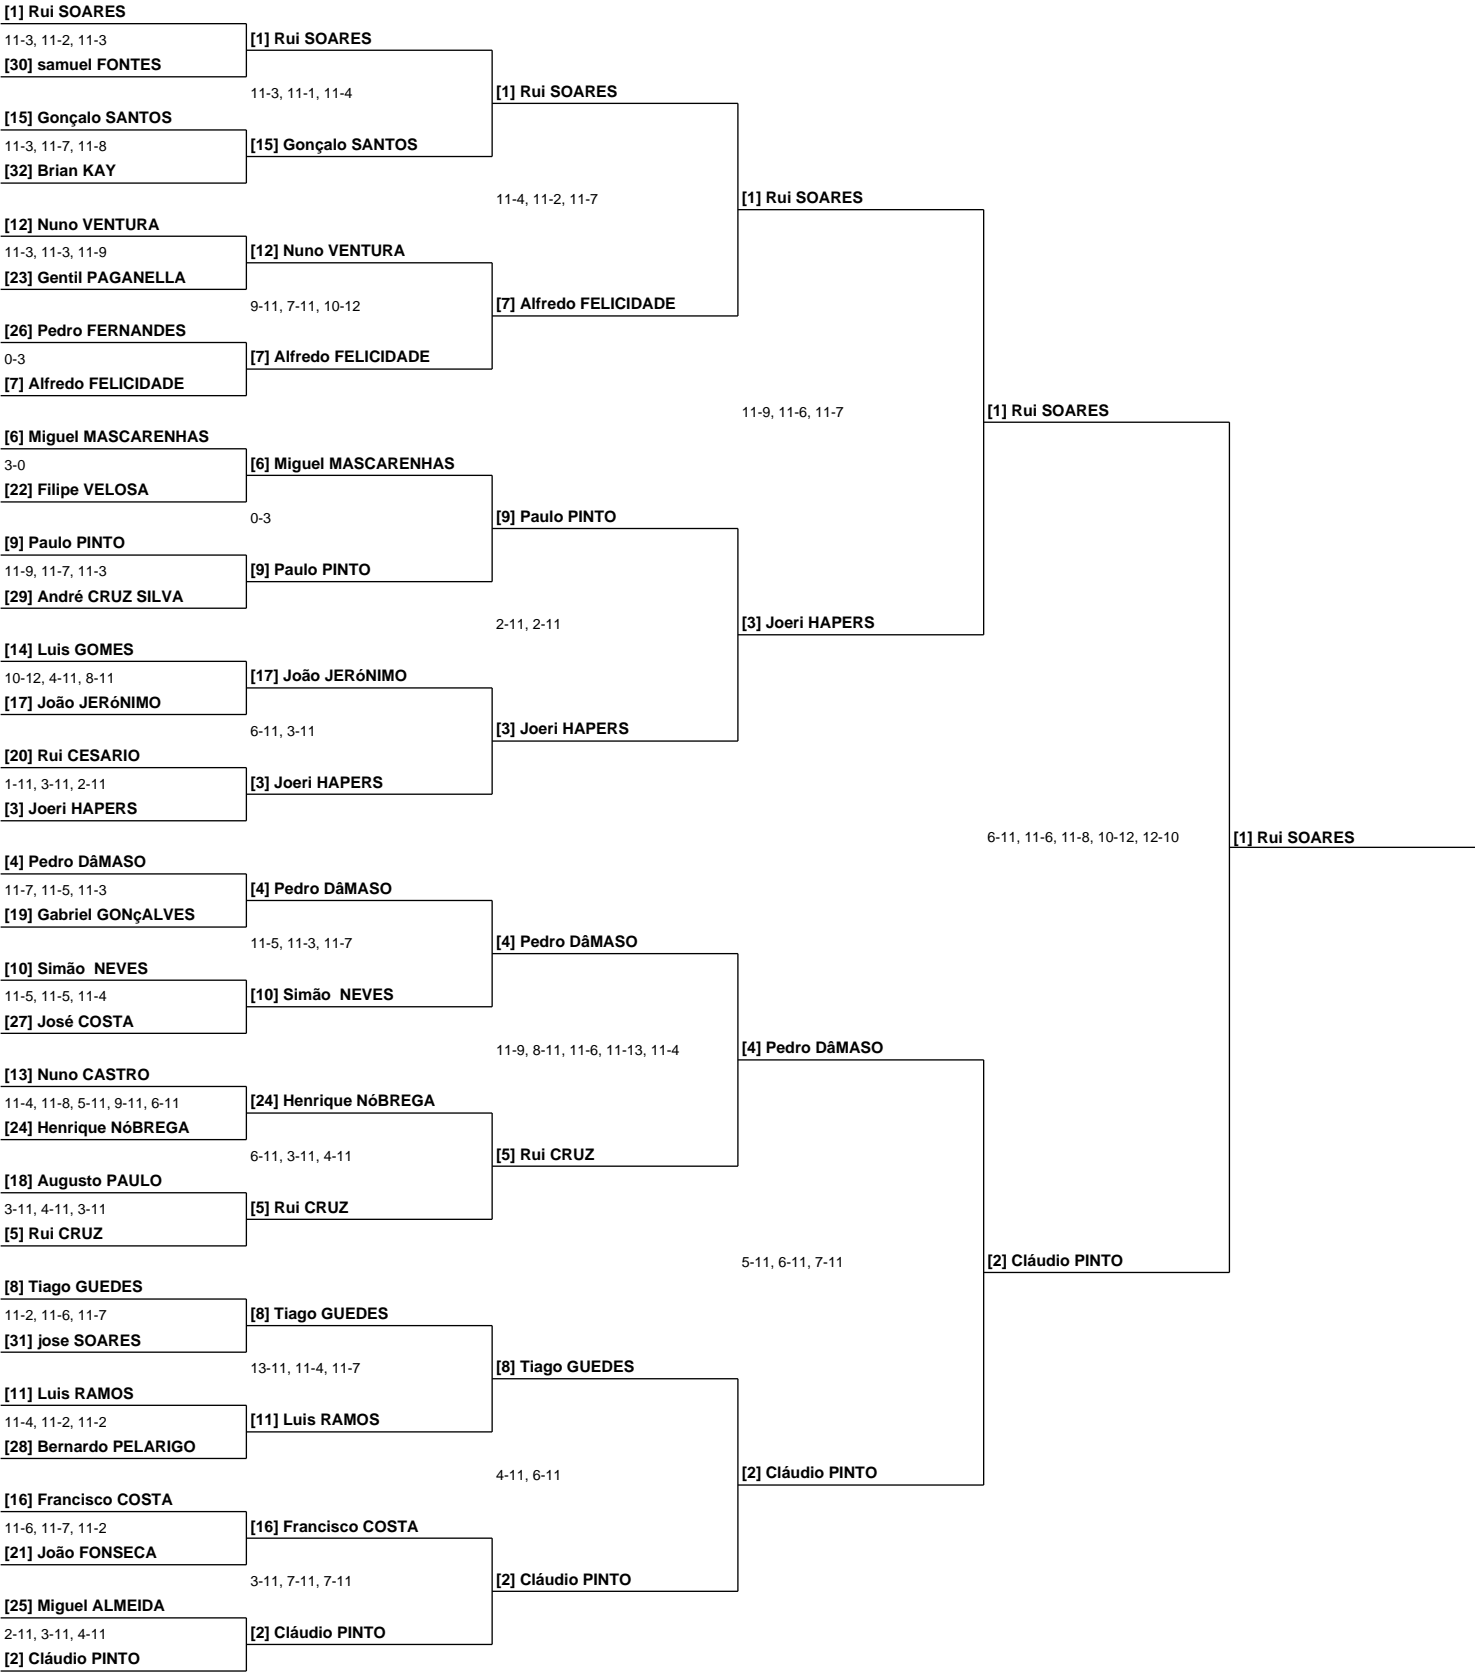 [1] Rui SOARES
11-3, 11-2, 11-3
[30] samuel FONTES
[15] Gonçalo SANTOS
11-3, 11-7, 11-8
[32] Brian KAY
[12] Nuno VENTURA
11-3, 11-3, 11-9
[23] Gentil PAGANELLA
[26] Pedro FERNANDES
0-3
[7] Alfredo FELICIDADE
[6] Miguel MASCARENHAS
3-0
[22] Filipe VELOSA
[9] Paulo PINTO
11-9, 11-7, 11-3
[29] André CRUZ SILVA
[14] Luis GOMES
10-12, 4-11, 8-11
[17] João JERóNIMO
[20] Rui CESARIO
1-11, 3-11, 2-11
[3] Joeri HAPERS
[4] Pedro DâMASO
11-7, 11-5, 11-3
[19] Gabriel GONçALVES
[10] Simão  NEVES
11-5, 11-5, 11-4
[27] José COSTA
[13] Nuno CASTRO
11-4, 11-8, 5-11, 9-11, 6-11
[24] Henrique NóBREGA
[18] Augusto PAULO
3-11, 4-11, 3-11
[5] Rui CRUZ
[8] Tiago GUEDES
11-2, 11-6, 11-7
[31] jose SOARES
[11] Luis RAMOS
11-4, 11-2, 11-2
[28] Bernardo PELARIGO
[16] Francisco COSTA
11-6, 11-7, 11-2
[21] João FONSECA
[25] Miguel ALMEIDA
2-11, 3-11, 4-11
[2] Cláudio PINTO
[1] Rui SOARES
11-3, 11-1, 11-4
[15] Gonçalo SANTOS
[12] Nuno VENTURA
9-11, 7-11, 10-12
[7] Alfredo FELICIDADE
[6] Miguel MASCARENHAS
0-3
[9] Paulo PINTO
[17] João JERóNIMO
6-11, 3-11
[3] Joeri HAPERS
[4] Pedro DâMASO
11-5, 11-3, 11-7
[10] Simão  NEVES
[24] Henrique NóBREGA
6-11, 3-11, 4-11
[5] Rui CRUZ
[8] Tiago GUEDES
13-11, 11-4, 11-7
[11] Luis RAMOS
[16] Francisco COSTA
3-11, 7-11, 7-11
[2] Cláudio PINTO
[1] Rui SOARES
11-4, 11-2, 11-7
[7] Alfredo FELICIDADE
[9] Paulo PINTO
2-11, 2-11
[3] Joeri HAPERS
[4] Pedro DâMASO
11-9, 8-11, 11-6, 11-13, 11-4
[5] Rui CRUZ
[8] Tiago GUEDES
4-11, 6-11
[2] Cláudio PINTO
[1] Rui SOARES
11-9, 11-6, 11-7
[3] Joeri HAPERS
[4] Pedro DâMASO
5-11, 6-11, 7-11
[2] Cláudio PINTO
[1] Rui SOARES
6-11, 11-6, 11-8, 10-12, 12-10
[2] Cláudio PINTO
[1] Rui SOARES